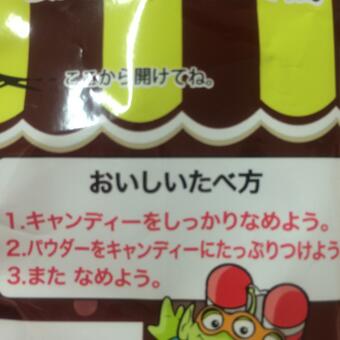 ここから開けてね。
おいしいたべ方
1.キャンディーをしっかりなめよう。
2.パウダーをキャンディーにたっぷりつけよう
3.また なめよう。